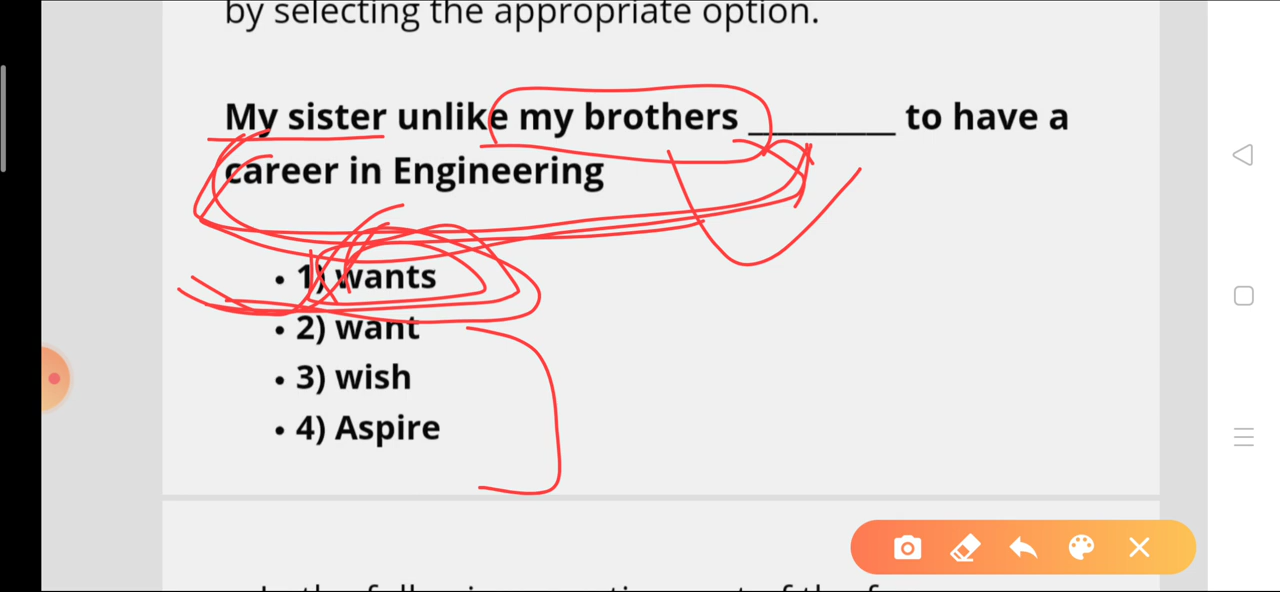 by selecting the appropriate option.
My sister unlike my brothers ________ to have a
career in Engineering
• 1) wants
• 2) want
• 3) wish
• 4) Aspire